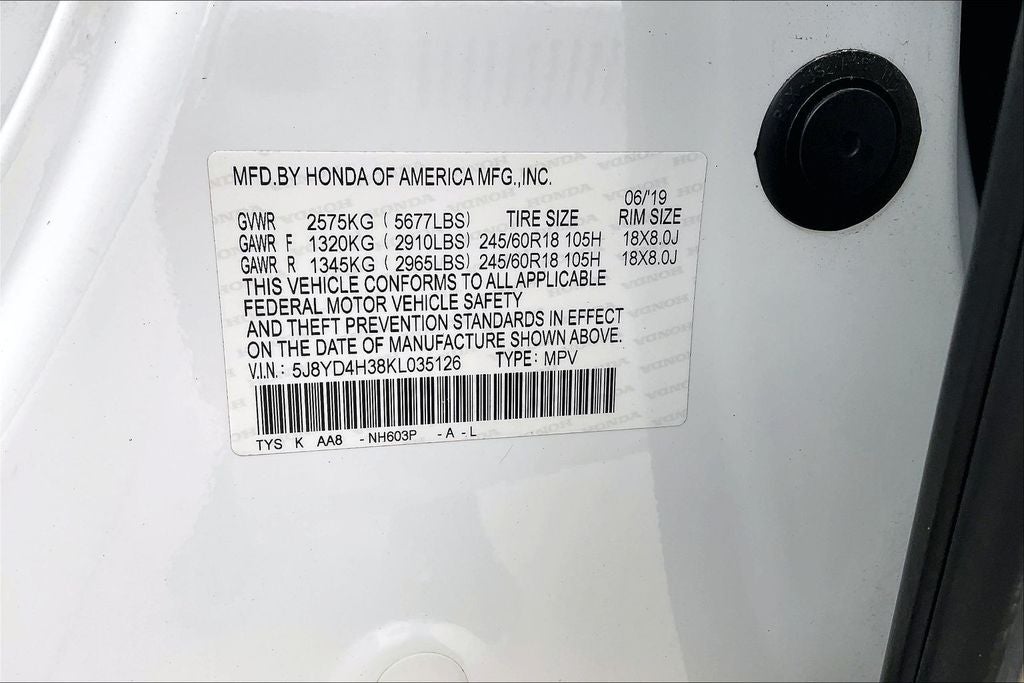 MFD.BY HONDA OF AMERICA MFG.,INC.
06/'19
GVWR 2575KG ( 5677LBS) TIRE SIZE RIM SIZE
GAWR F 1320KG ( 2910LBS) 245/60R18 105H 18X8.0J
GAWR R 1345KG ( 2965LBS) 245/60R18 105H 18X8.0J
THIS VEHICLE CONFORMS TO ALL APPLICABLE
FEDERAL MOTOR VEHICLE SAFETY
AND THEFT PREVENTION STANDARDS IN EFFECT
ON THE DATE OF MANUFACTURE SHOWN ABOVE.
V.I.N.: 5J8YD4H38KL035126 TYPE: MPV
TYS K AA8 -NH603P -A -L